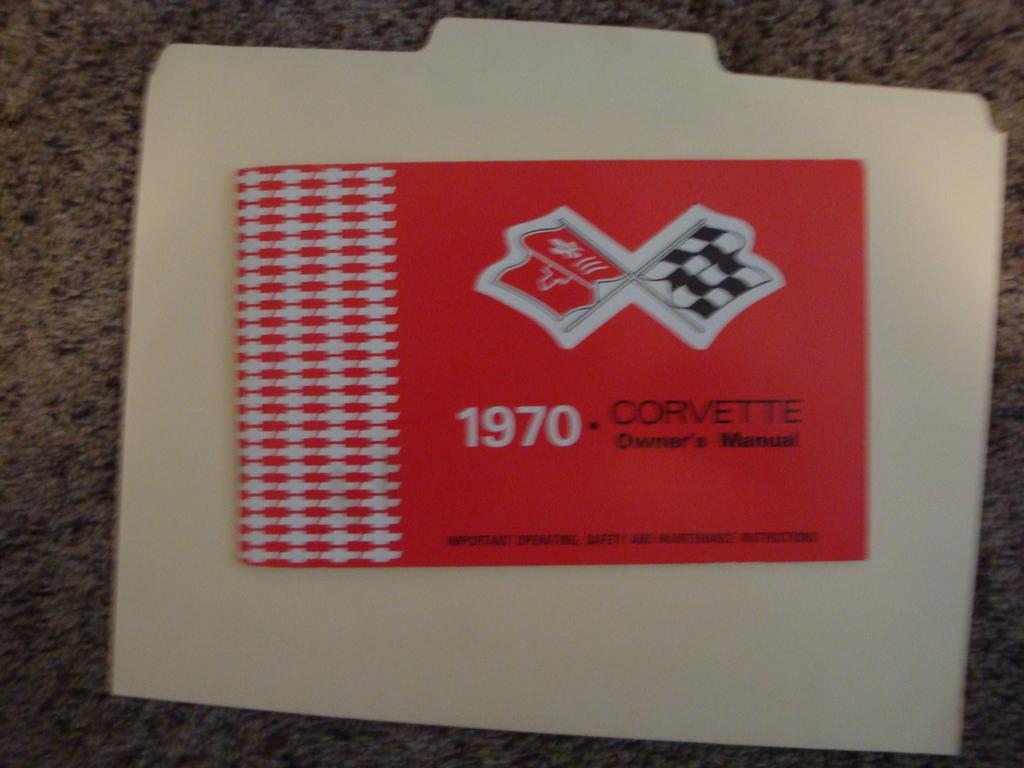 1970 • CORVETTE
Owner's Manual
IMPORTANT OPERATING, SAFETY AND MAINTENANCE INSTRUCTIONS